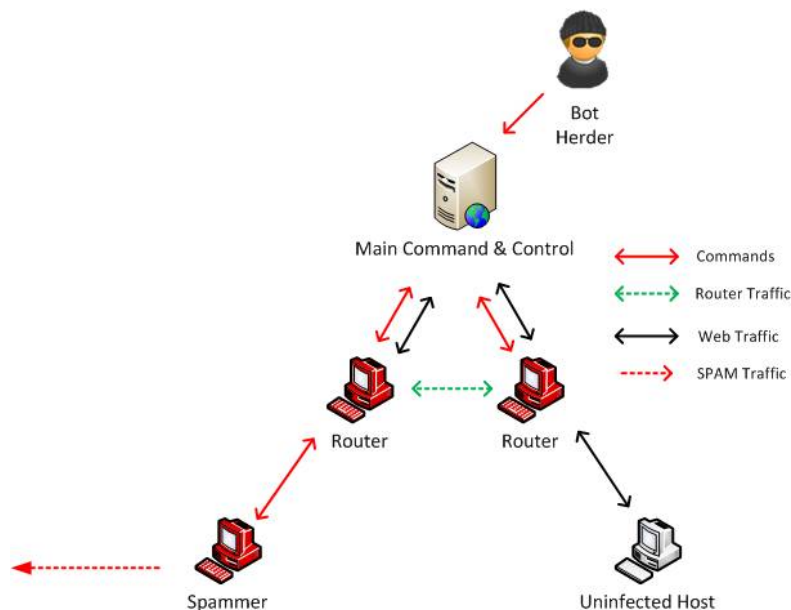 Bot
Herder
Main Command & Control
Commands
Router Traffic
Web Traffic
SPAM Traffic
Router
Router
Spammer
Uninfected Host